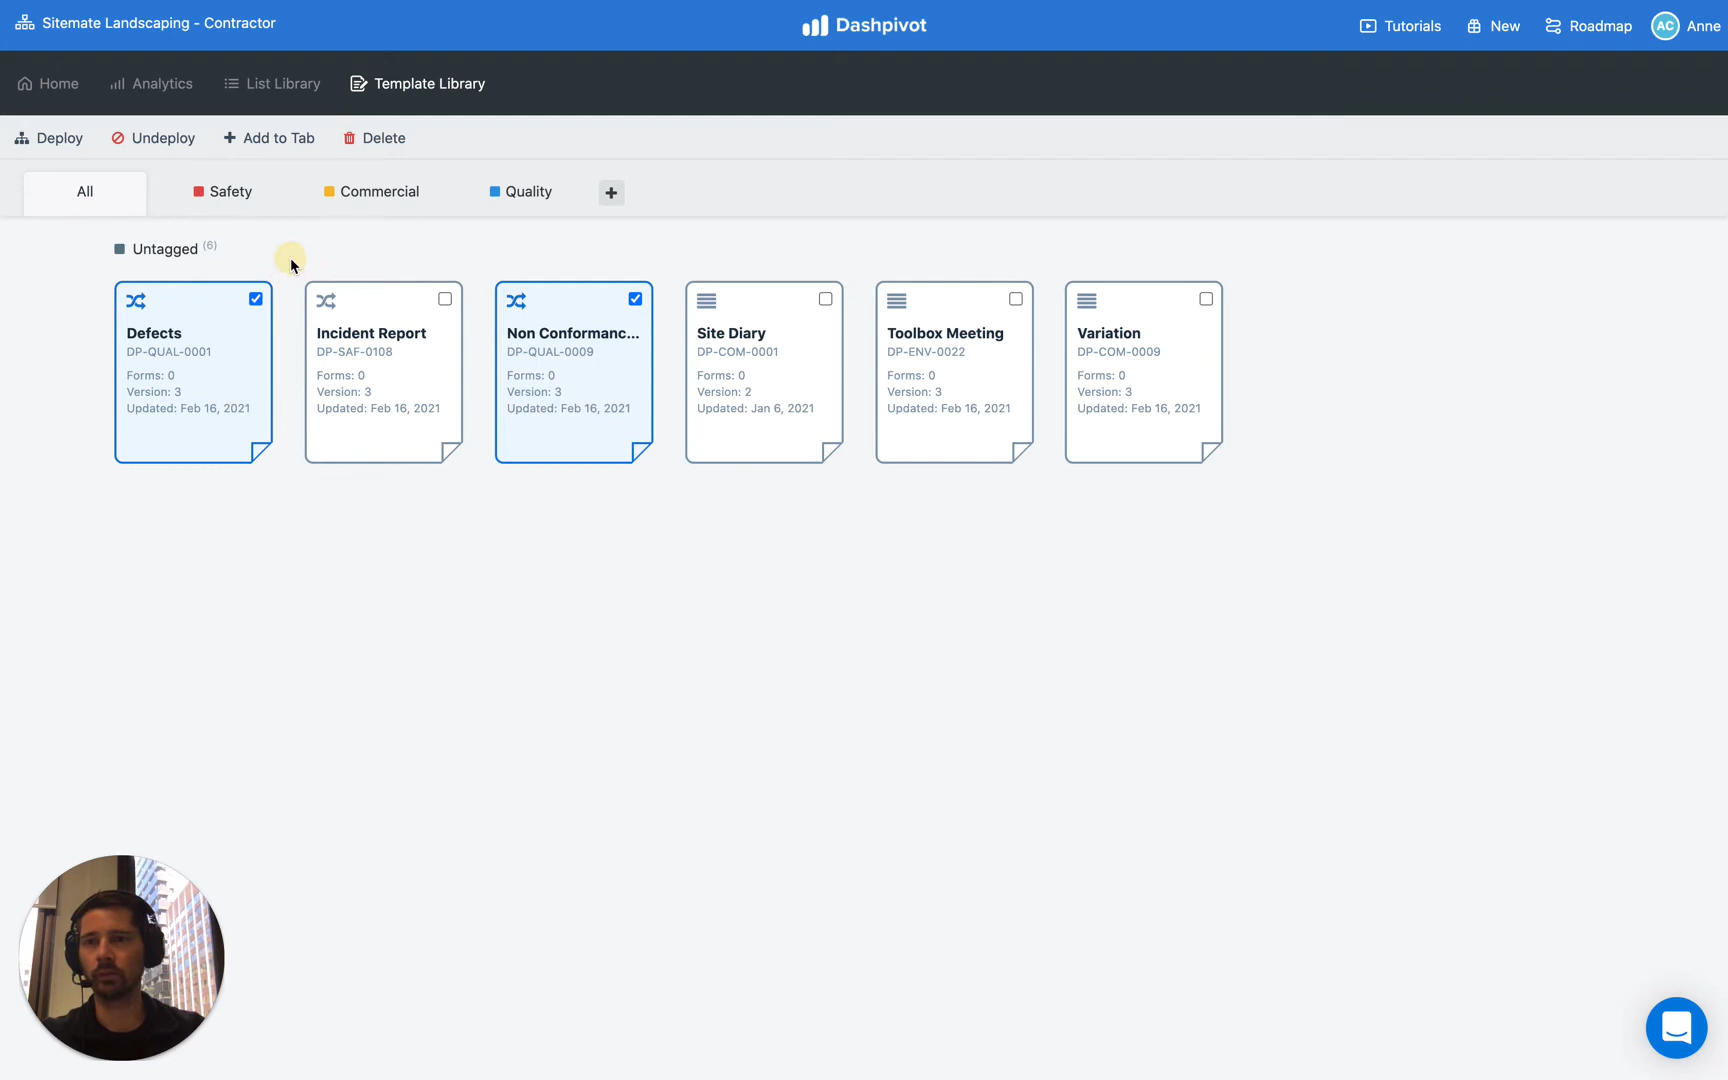 Sitemate Landscaping - Contractor
Dashpivot
Tutorials
New
Roadmap
AC
Anne
Home
Analytics
List Library
Template Library
Deploy
Undeploy
Add to Tab
Delete
All
Safety
Commercial
Quality
+
Untagged (6)
Defects
DP-QUAL-0001
Forms: 0
Version: 3
Updated: Feb 16, 2021
Incident Report
DP-SAF-0108
Forms: 0
Version: 3
Updated: Feb 16, 2021
Non Conformanc...
DP-QUAL-0009
Forms: 0
Version: 3
Updated: Feb 16, 2021
Site Diary
DP-COM-0001
Forms: 0
Version: 2
Updated: Jan 6, 2021
Toolbox Meeting
DP-ENV-0022
Forms: 0
Version: 3
Updated: Feb 16, 2021
Variation
DP-COM-0009
Forms: 0
Version: 3
Updated: Feb 16, 2021